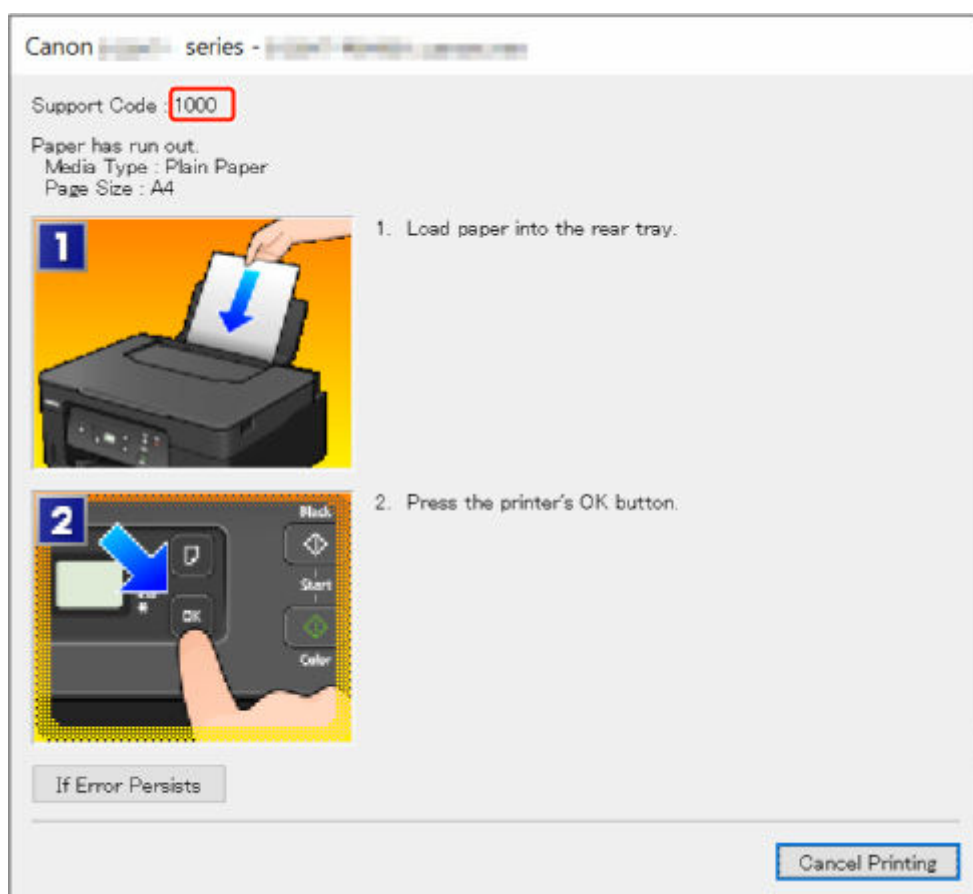 Canon series -
Support Code : 1000
Paper has run out.
Media Type : Plain Paper
Page Size : A4
1
1. Load paper into the rear tray.
2
2. Press the printer's OK button.
Black
Start
OK
Color
If Error Persists
Cancel Printing